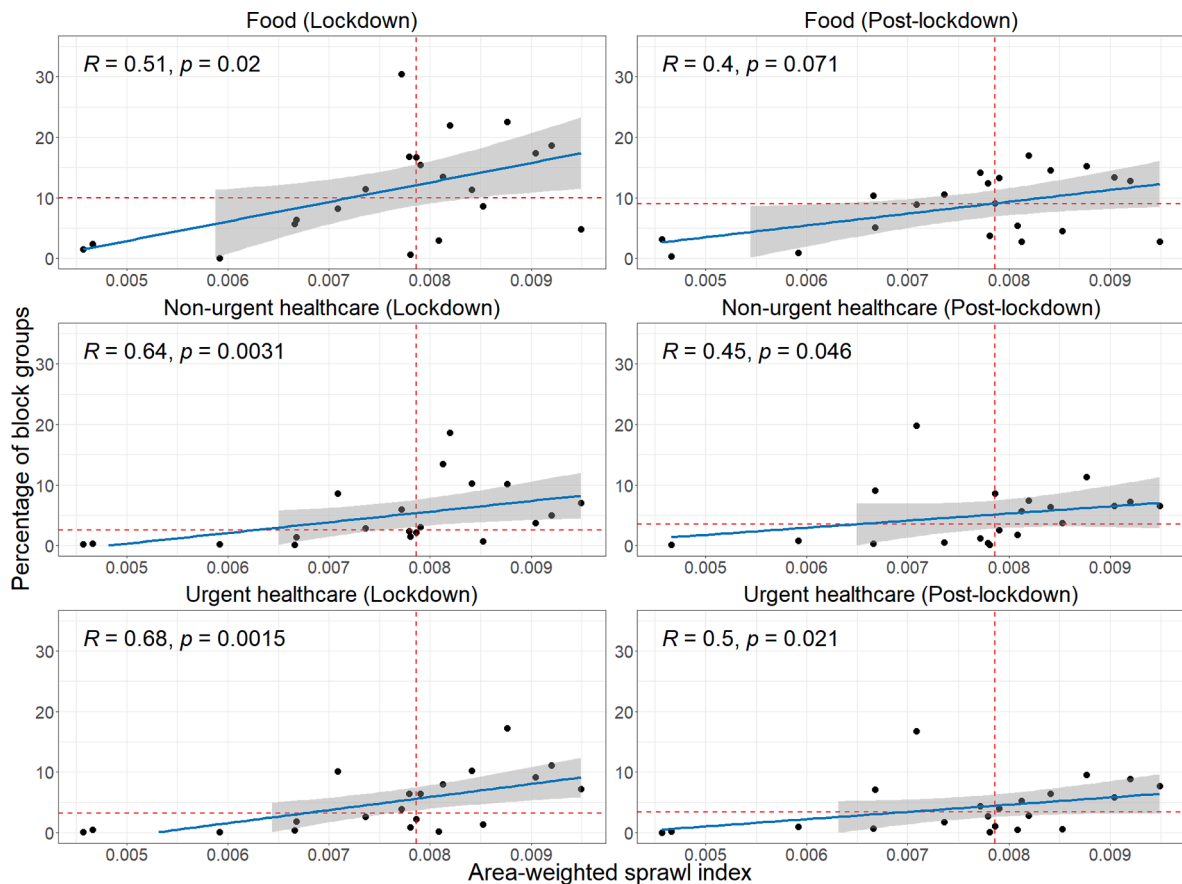 Food (Lockdown)
R = 0.51, p = 0.02
30
20
10
0
0.005 0.006 0.007 0.008 0.009
Food (Post-lockdown)
R = 0.4, p = 0.071
30
20
10
0
0.005 0.006 0.007 0.008 0.009
Non-urgent healthcare (Lockdown)
R = 0.64, p = 0.0031
30
20
10
0
0.005 0.006 0.007 0.008 0.009
Non-urgent healthcare (Post-lockdown)
R = 0.45, p = 0.046
30
20
10
0
0.005 0.006 0.007 0.008 0.009
Urgent healthcare (Lockdown)
R = 0.68, p = 0.0015
30
20
10
0
0.005 0.006 0.007 0.008 0.009
Urgent healthcare (Post-lockdown)
R = 0.5, p = 0.021
30
20
10
0
0.005 0.006 0.007 0.008 0.009
Percentage of block groups
Area-weighted sprawl index